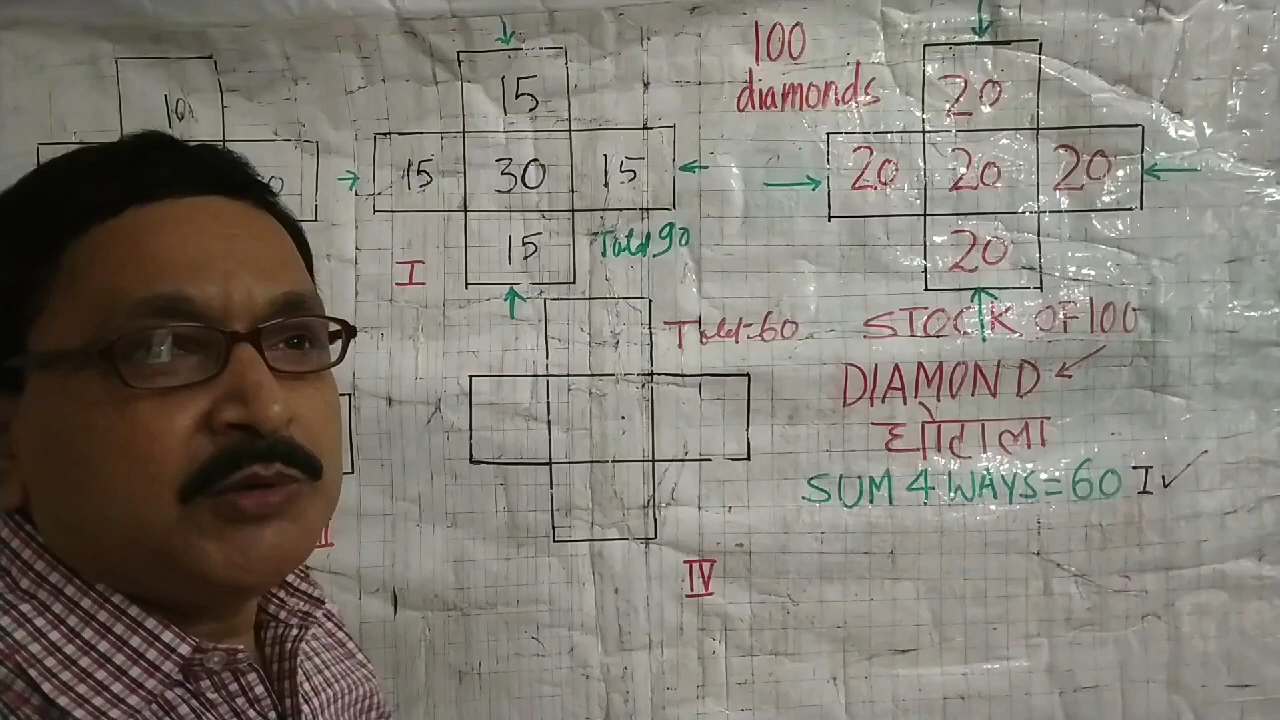 10
15
15 30 15
15
Total 90
I
100
diamonds
20
20 20 20
20
Total=60
STOCK OF 100
DIAMOND
घोटाला
SUM 4 WAYS=60 I ✓
IV